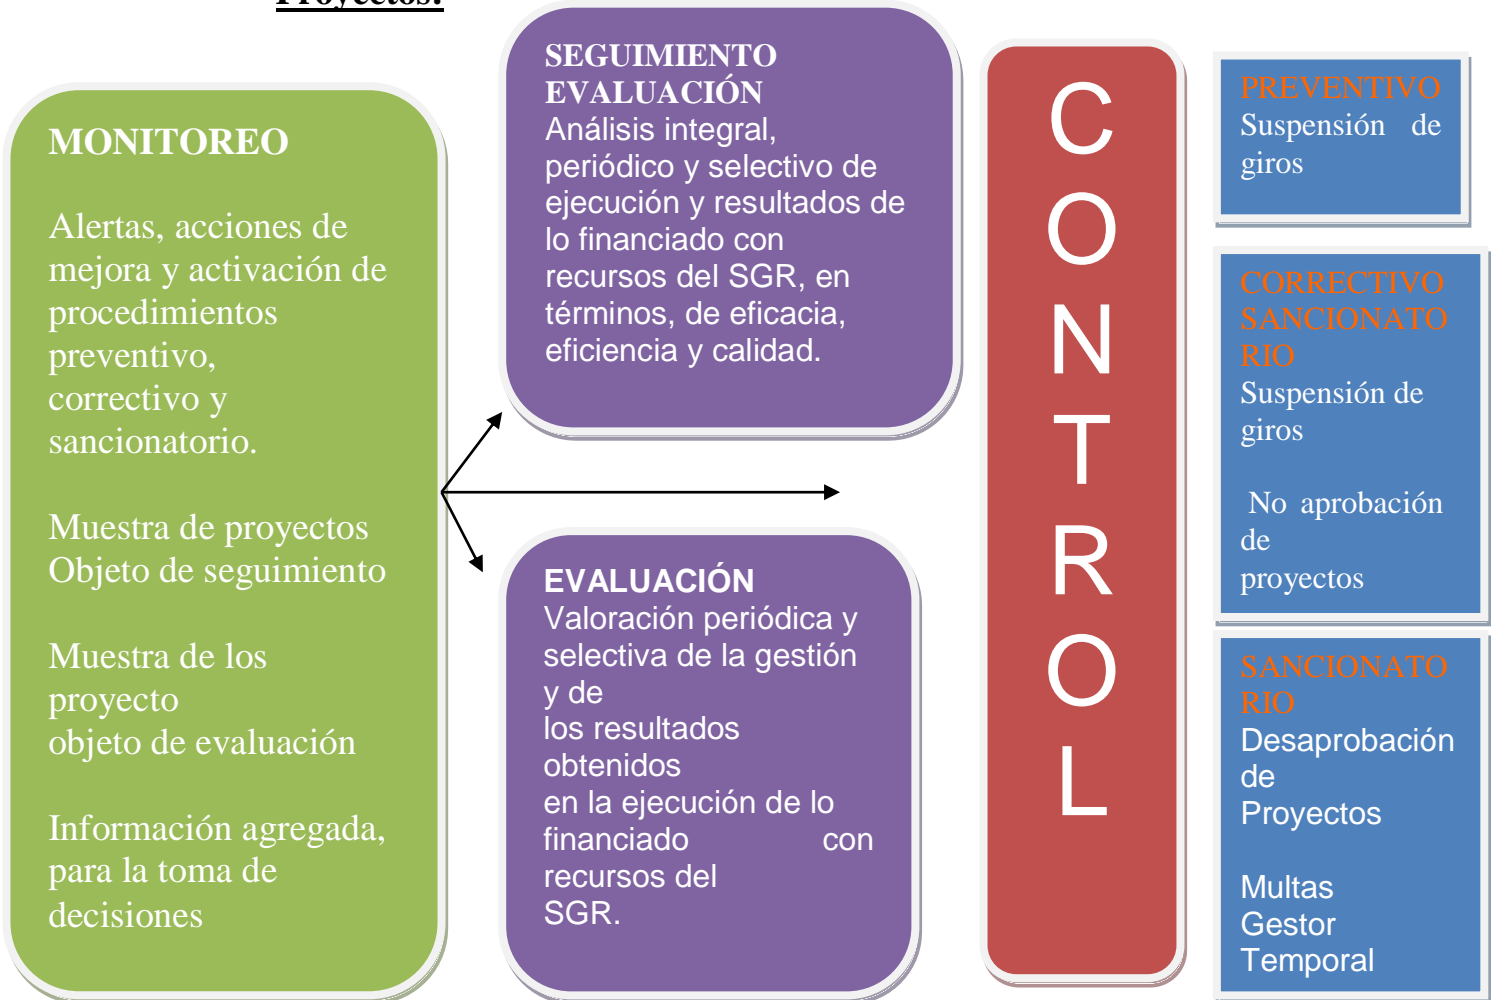 Proyectos:
MONITOREO
Alertas, acciones de
mejora y activación de
procedimientos
preventivo,
correctivo y
sancionatorio.
Muestra de proyectos
Objeto de seguimiento
Muestra de los
proyecto
objeto de evaluación
Información agregada,
para la toma de
decisiones
SEGUIMIENTO
EVALUACIÓN
Análisis integral,
periódico y selectivo de
ejecución y resultados de
lo financiado con
recursos del SGR, en
términos, de eficacia,
eficiencia y calidad.
EVALUACIÓN
Valoración periódica y
selectiva de la gestión
y de
los resultados
obtenidos
en la ejecución de lo
financiado con
recursos del
SGR.
C
O
N
T
R
O
L
PREVENTIVO
Suspensión de
giros
CORRECTIVO
SANCIONATO
RIO
Suspensión de
giros
No aprobación
de
proyectos
SANCIONATO
RIO
Desaprobación
de
Proyectos
Multas
Gestor
Temporal